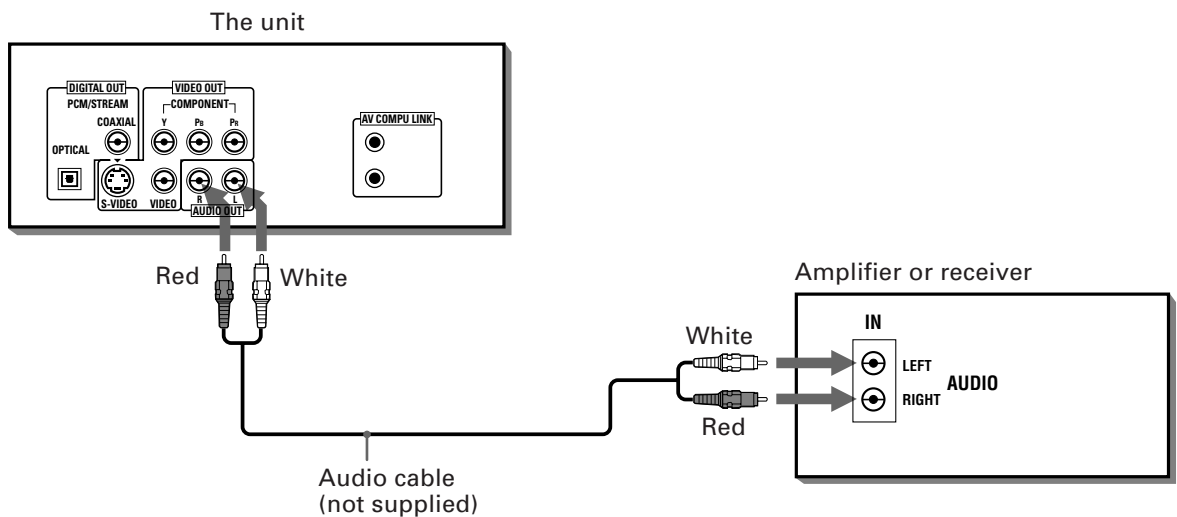 The unit
DIGITAL OUT
PCM/STREAM
COAXIAL
OPTICAL
VIDEO OUT
COMPONENT
Y PB PR
S-VIDEO VIDEO
R L
AUDIO OUT
AV COMPU LINK
Red White
Audio cable
(not supplied)
Amplifier or receiver
White
Red
IN
LEFT
RIGHT
AUDIO